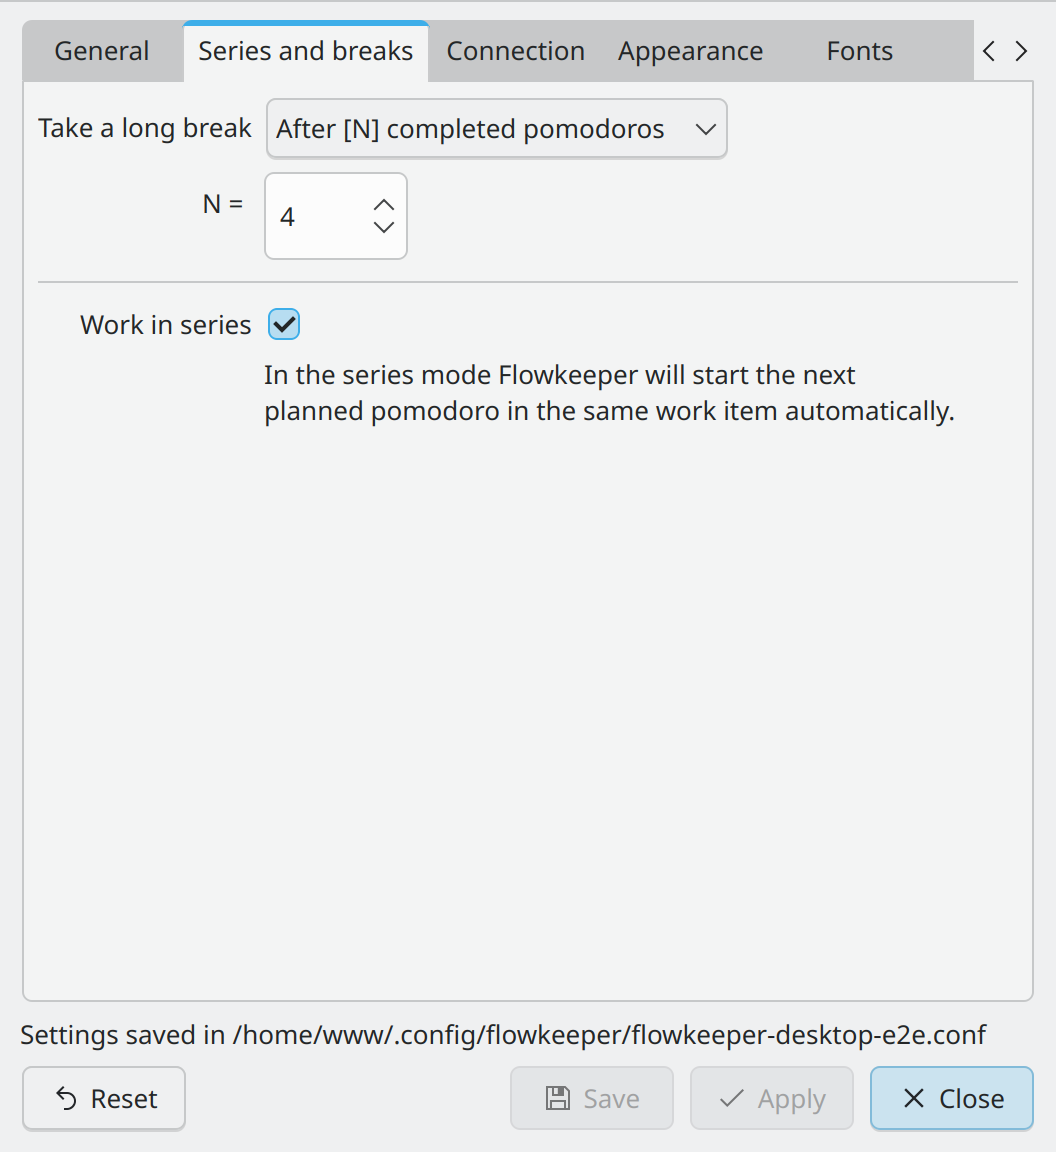 General Series and breaks Connection Appearance Fonts
Take a long break After [N] completed pomodoros
N = 4
Work in series
In the series mode Flowkeeper will start the next
planned pomodoro in the same work item automatically.
Settings saved in /home/www/.config/flowkeeper/flowkeeper-desktop-e2e.conf
Reset Save Apply Close